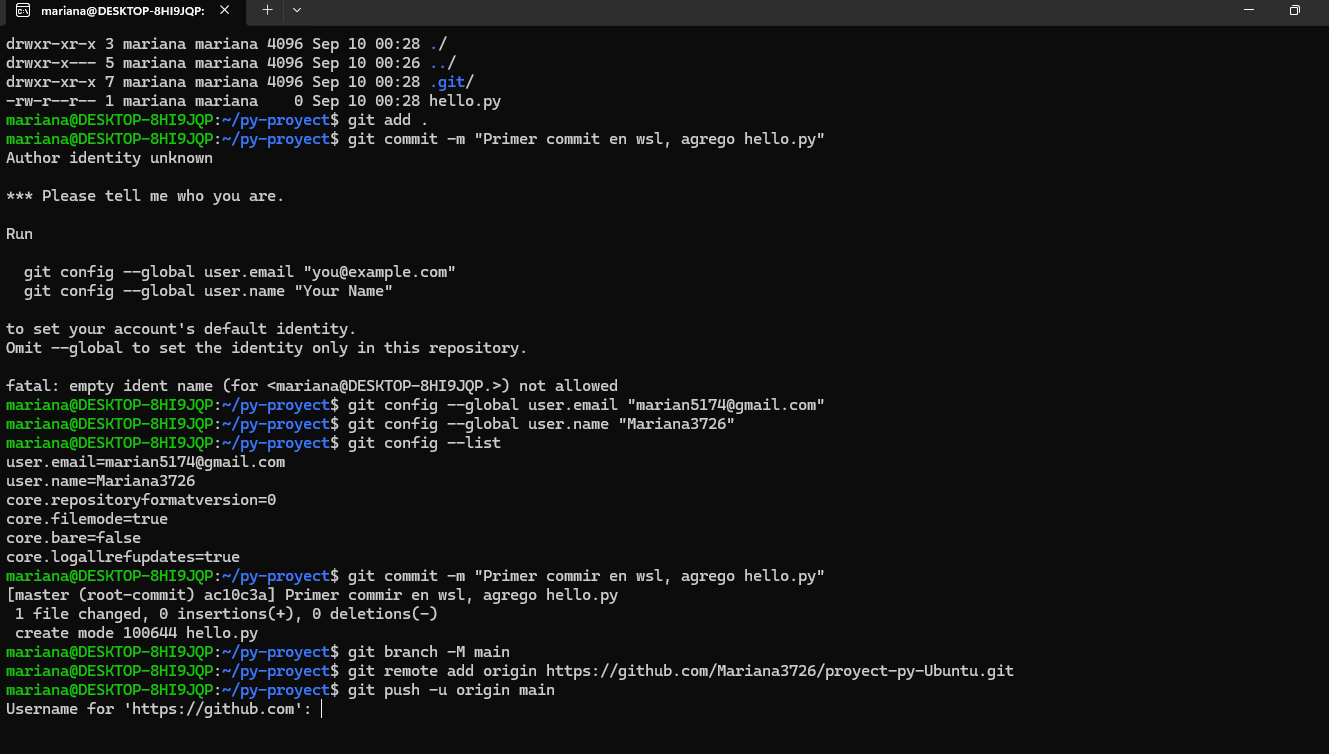 mariana@DESKTOP-8HI9JQP:
drwxr-xr-x 3 mariana mariana 4096 Sep 10 00:28 ./
drwxr-x--- 5 mariana mariana 4096 Sep 10 00:26 ../
drwxr-xr-x 7 mariana mariana 4096 Sep 10 00:28 .git/
-rw-r--r-- 1 mariana mariana    0 Sep 10 00:28 hello.py
mariana@DESKTOP-8HI9JQP:~/py-proyect$ git add .
mariana@DESKTOP-8HI9JQP:~/py-proyect$ git commit -m "Primer commit en wsl, agrego hello.py"
Author identity unknown

*** Please tell me who you are.

Run

  git config --global user.email "you@example.com"
  git config --global user.name "Your Name"

to set your account's default identity.
Omit --global to set the identity only in this repository.

fatal: empty ident name (for <mariana@DESKTOP-8HI9JQP.>) not allowed
mariana@DESKTOP-8HI9JQP:~/py-proyect$ git config --global user.email "marian5174@gmail.com"
mariana@DESKTOP-8HI9JQP:~/py-proyect$ git config --global user.name "Mariana3726"
mariana@DESKTOP-8HI9JQP:~/py-proyect$ git config --list
user.email=marian5174@gmail.com
user.name=Mariana3726
core.repositoryformatversion=0
core.filemode=true
core.bare=false
core.logallrefupdates=true
mariana@DESKTOP-8HI9JQP:~/py-proyect$ git commit -m "Primer commir en wsl, agrego hello.py"
[master (root-commit) ac10c3a] Primer commir en wsl, agrego hello.py
 1 file changed, 0 insertions(+), 0 deletions(-)
 create mode 100644 hello.py
mariana@DESKTOP-8HI9JQP:~/py-proyect$ git branch -M main
mariana@DESKTOP-8HI9JQP:~/py-proyect$ git remote add origin https://github.com/Mariana3726/proyect-py-Ubuntu.git
mariana@DESKTOP-8HI9JQP:~/py-proyect$ git push -u origin main
Username for 'https://github.com':